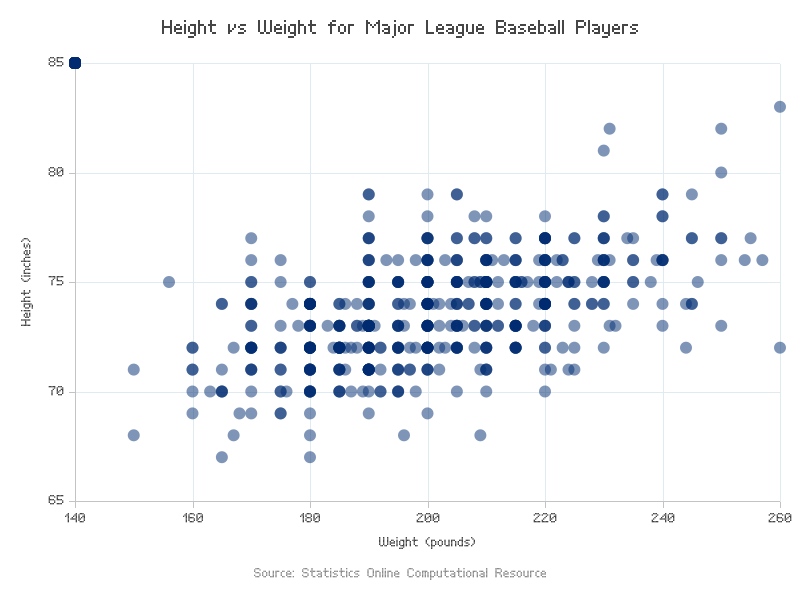 Height vs Weight for Major League Baseball Players
85
80
75
70
65
Height (inches)
140 160 180 200 220 240 260
Weight (pounds)
Source: Statistics Online Computational Resource